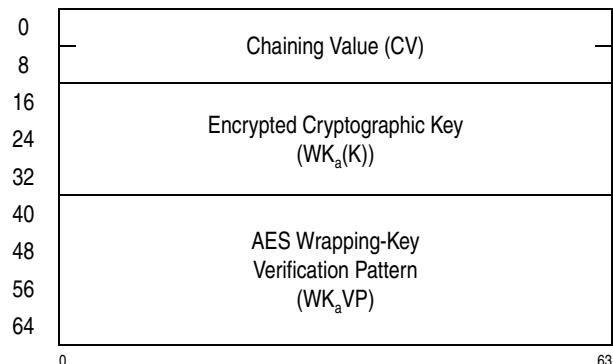 0
Chaining Value (CV)
8
16
24
Encrypted Cryptographic Key
(WKa(K))
32
40
48
AES Wrapping-Key
Verification Pattern
56
(WKaVP)
64
0 63